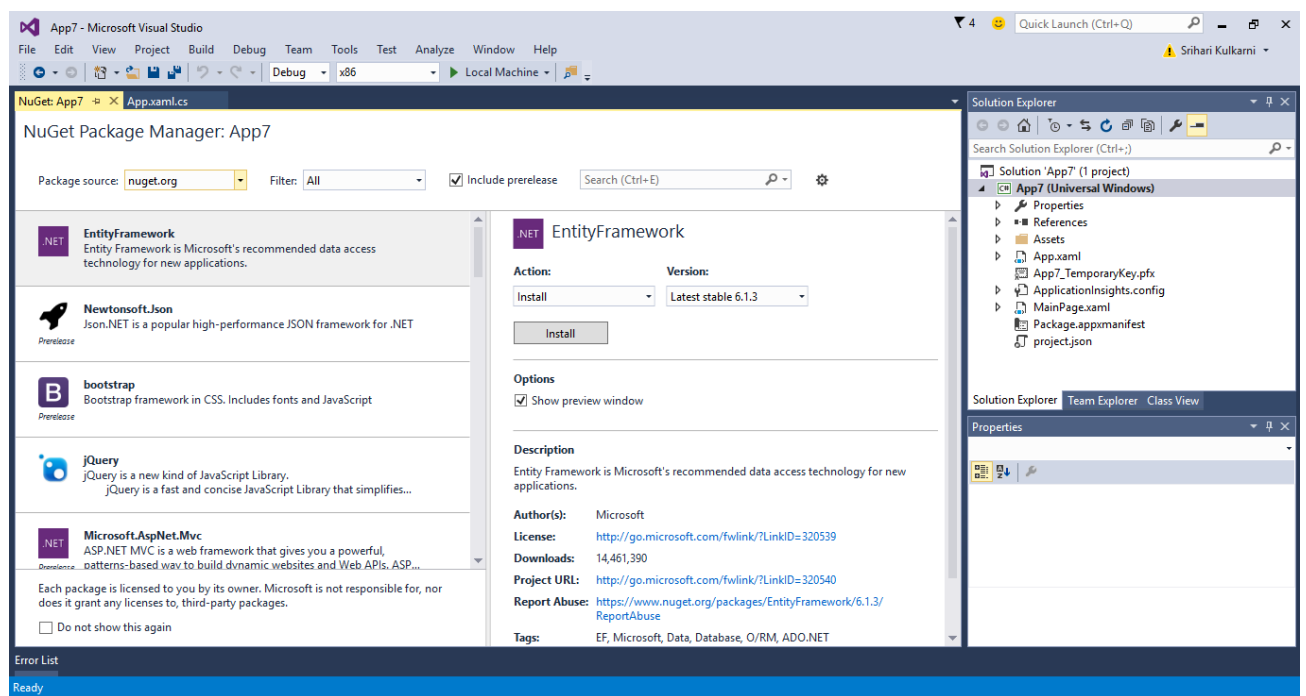 App7 - Microsoft Visual Studio
4
Quick Launch (Ctrl+Q)
File Edit View Project Build Debug Team Tools Test Analyze Window Help
Srihari Kulkarni
Debug x86 Local Machine
NuGet: App7 App.xaml.cs
NuGet Package Manager: App7
Package source: nuget.org Filter: All Include prerelease Search (Ctrl+E)
.NET
EntityFramework
Entity Framework is Microsoft's recommended data access
technology for new applications.
Newtonsoft.Json
Json.NET is a popular high-performance JSON framework for .NET
Prerelease
B
bootstrap
Bootstrap framework in CSS. Includes fonts and JavaScript
Prerelease
jQuery
jQuery is a new kind of JavaScript Library.
jQuery is a fast and concise JavaScript Library that simplifies...
.NET
Microsoft.AspNet.Mvc
ASP.NET MVC is a web framework that gives you a powerful,
Prerelease patterns-based way to build dynamic websites and Web APIs. ASP...
Each package is licensed to you by its owner. Microsoft is not responsible for, nor
does it grant any licenses to, third-party packages.
Do not show this again
.NET EntityFramework
Action: Version:
Install Latest stable 6.1.3
Install
Options
Show preview window
Description
Entity Framework is Microsoft's recommended data access technology for new
applications.
Author(s): Microsoft
License: http://go.microsoft.com/fwlink/?LinkID=320539
Downloads: 14,461,390
Project URL: http://go.microsoft.com/fwlink/?LinkID=320540
Report Abuse: https://www.nuget.org/packages/EntityFramework/6.1.3/
ReportAbuse
Tags: EF, Microsoft, Data, Database, O/RM, ADO.NET
Solution Explorer
Search Solution Explorer (Ctrl+;)
Solution 'App7' (1 project)
C# App7 (Universal Windows)
Properties
References
Assets
App.xaml
App7_TemporaryKey.pfx
ApplicationInsights.config
MainPage.xaml
Package.appxmanifest
project.json
Solution Explorer Team Explorer Class View
Properties
Error List
Ready